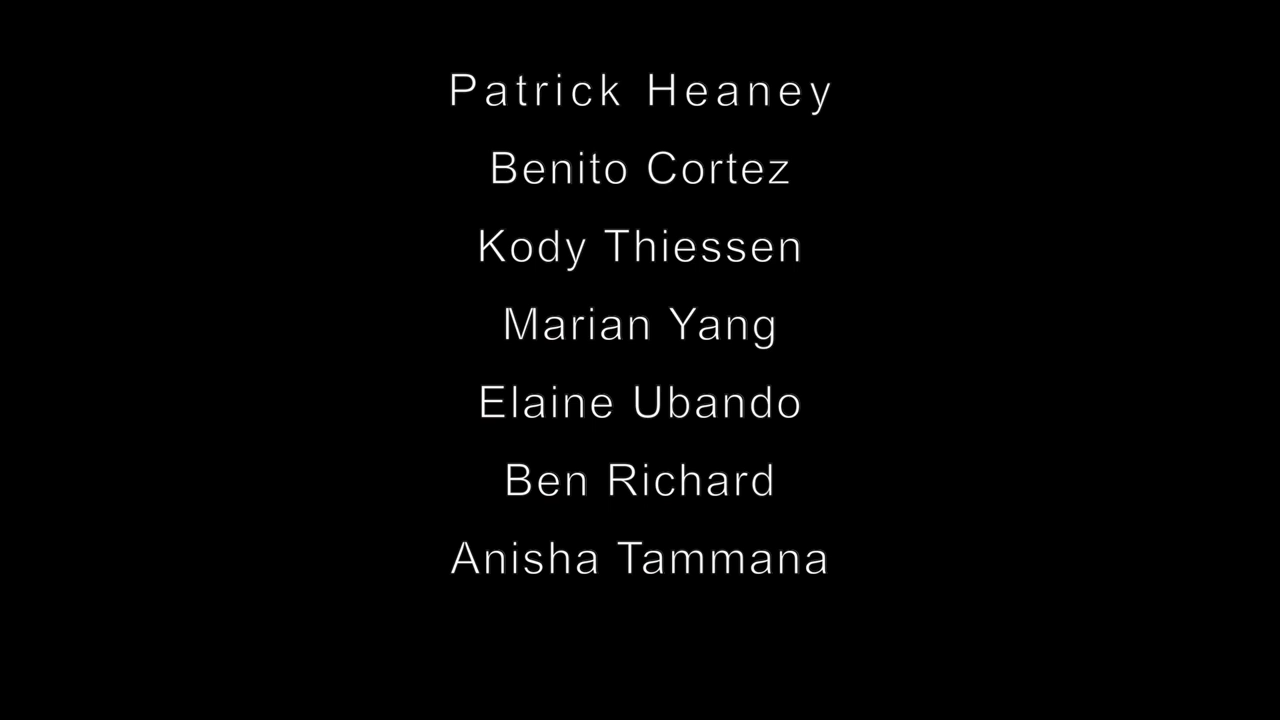 Patrick Heaney
Benito Cortez
Kody Thiessen
Marian Yang
Elaine Ubando
Ben Richard
Anisha Tammana